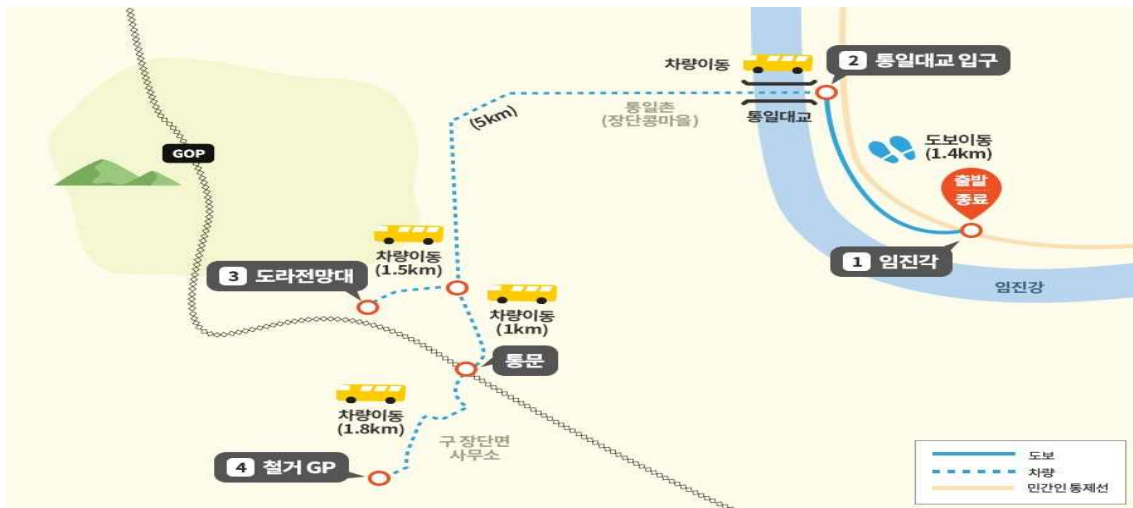 차량이동
2 통일대교 입구
(5km)
통일촌
(장단콩마을)
통일대교
도보이동
(1.4km)
GOP
출발
종료
차량이동
(1.5km)
1 임진각
3 도라전망대
임진강
차량이동
(1km)
통문
차량이동
(1.8km)
구 장단면
사무소
4 철거 GP
도보
차량
민간인 통제선